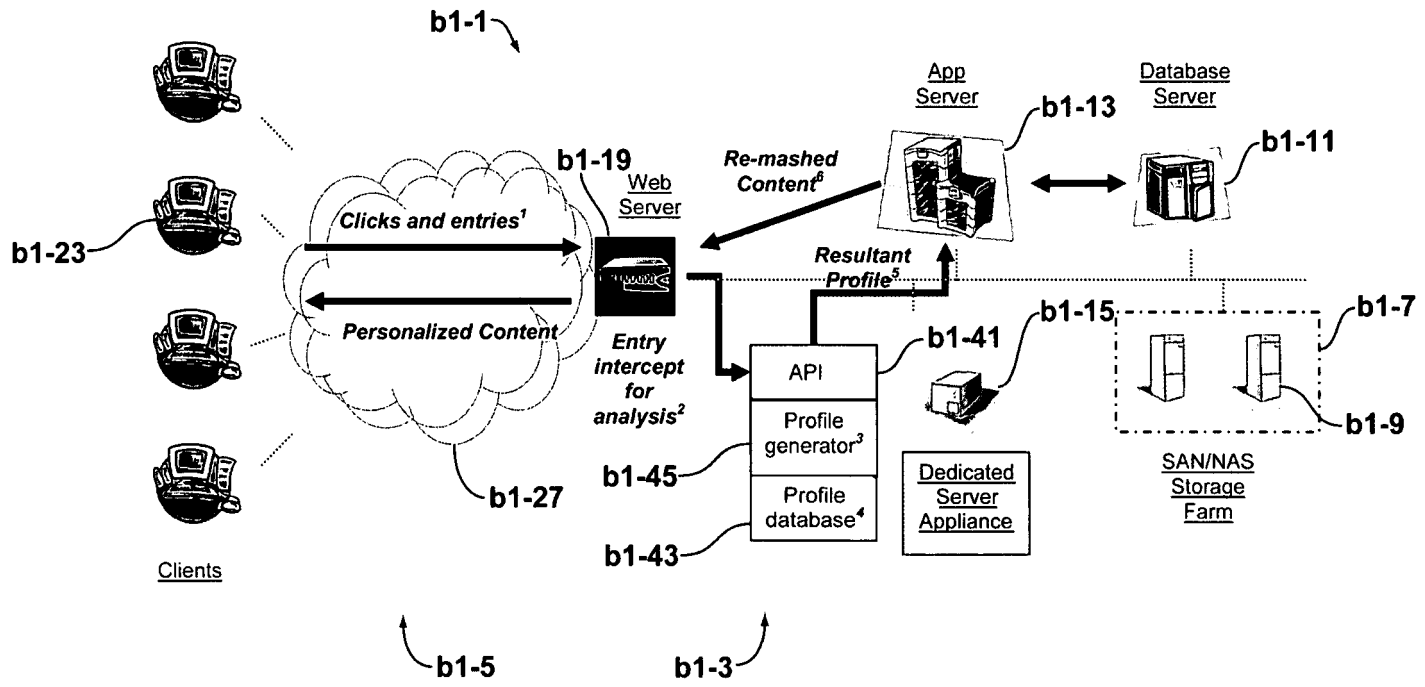 b1-1
App
Server
Database
Server
b1-13
b1-11
b1-19
Web
Server
Re-mashed
Content⁶
Clicks and entries¹
b1-23
Resultant
Profile⁵
Personalized Content
Entry
intercept
for
analysis²
b1-41
b1-15
b1-7
API
Profile
generator³
Profile
database⁴
b1-9
b1-45
b1-27
b1-43
Dedicated
Server
Appliance
SAN/NAS
Storage
Farm
Clients
b1-5
b1-3